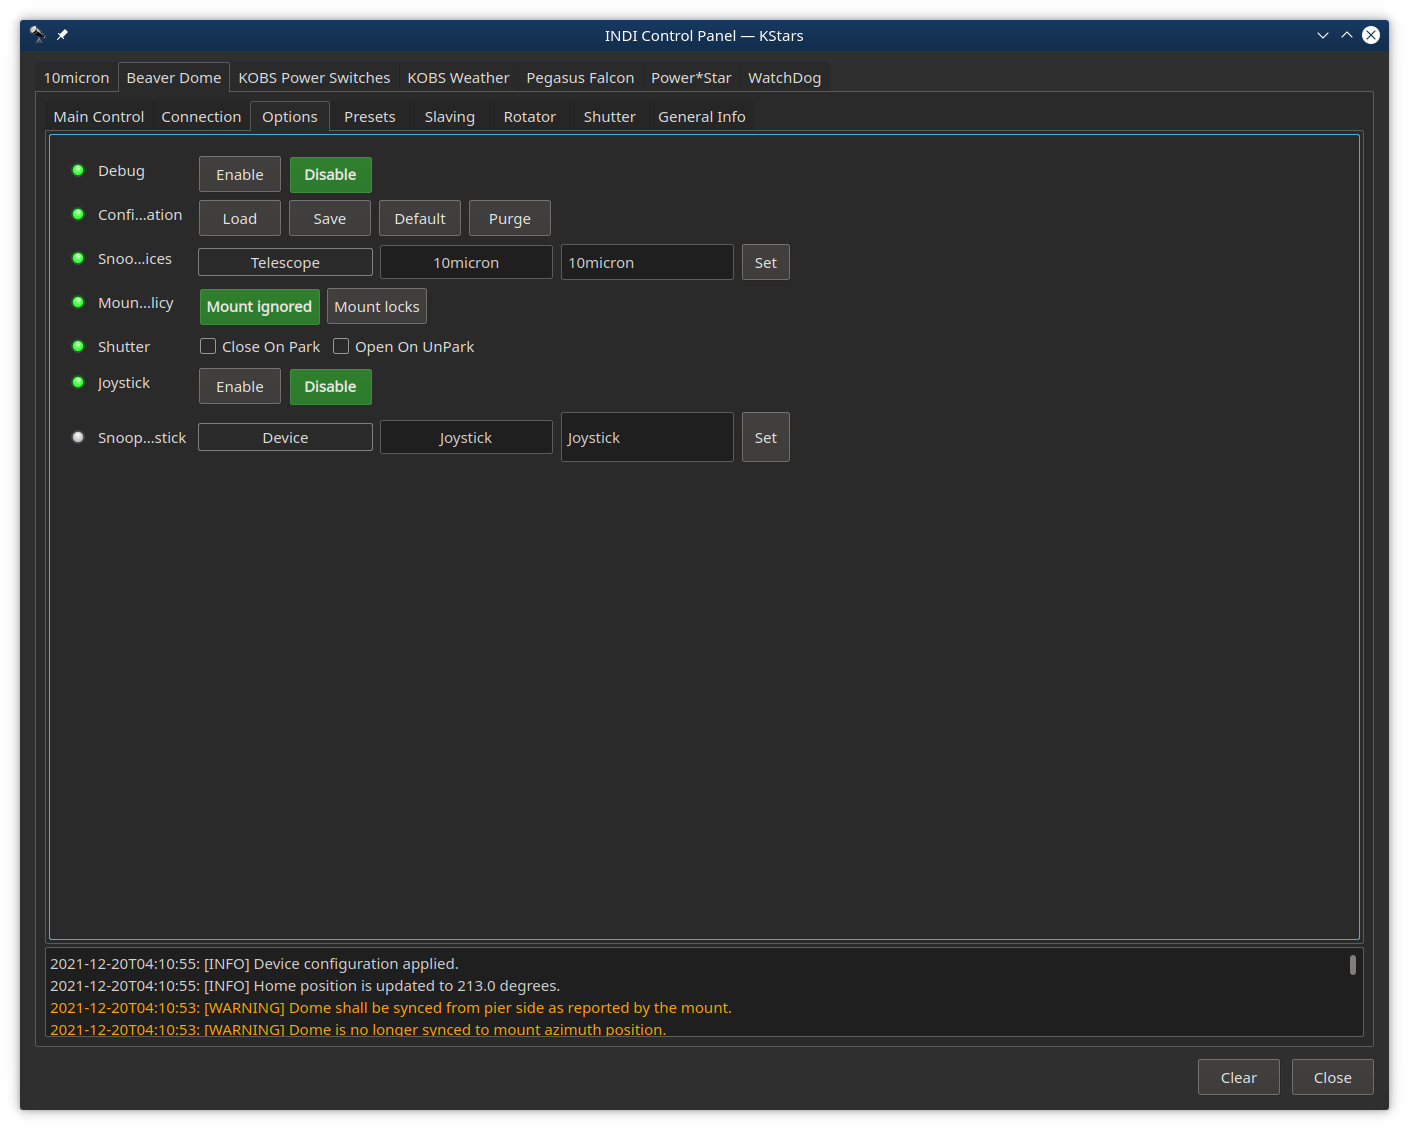 INDI Control Panel — KStars
10micron Beaver Dome KOBS Power Switches KOBS Weather Pegasus Falcon Power*Star WatchDog
Main Control Connection Options Presets Slaving Rotator Shutter General Info
Debug Enable Disable
Confi...ation Load Save Default Purge
Snoo...ices Telescope 10micron 10micron Set
Moun...licy Mount ignored Mount locks
Shutter Close On Park Open On UnPark
Joystick Enable Disable
Snoop...stick Device Joystick Joystick Set
2021-12-20T04:10:55: [INFO] Device configuration applied.
2021-12-20T04:10:55: [INFO] Home position is updated to 213.0 degrees.
2021-12-20T04:10:53: [WARNING] Dome shall be synced from pier side as reported by the mount.
2021-12-20T04:10:53: [WARNING] Dome is no longer synced to mount azimuth position.
Clear Close